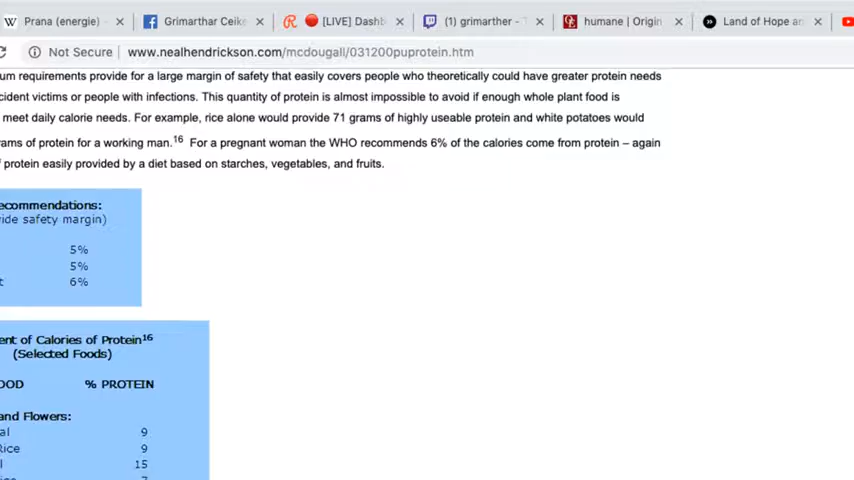 Prana (energie) -
Grimarthar Ceike
[LIVE] Dashb
(1) grimarther - T
humane | Origin
Land of Hope an
Not Secure | www.nealhendrickson.com/mcdougall/031200puprotein.htm
um requirements provide for a large margin of safety that easily covers people who theoretically could have greater protein needs
cident victims or people with infections. This quantity of protein is almost impossible to avoid if enough whole plant food is
meet daily calorie needs. For example, rice alone would provide 71 grams of highly useable protein and white potatoes would
rams of protein for a working man.16 For a pregnant woman the WHO recommends 6% of the calories come from protein – again
f protein easily provided by a diet based on starches, vegetables, and fruits.
ecommendations:
ide safety margin)
5%
5%
t 6%
ent of Calories of Protein16
(Selected Foods)
OOD % PROTEIN
and Flowers:
al 9
Rice 9
l 15